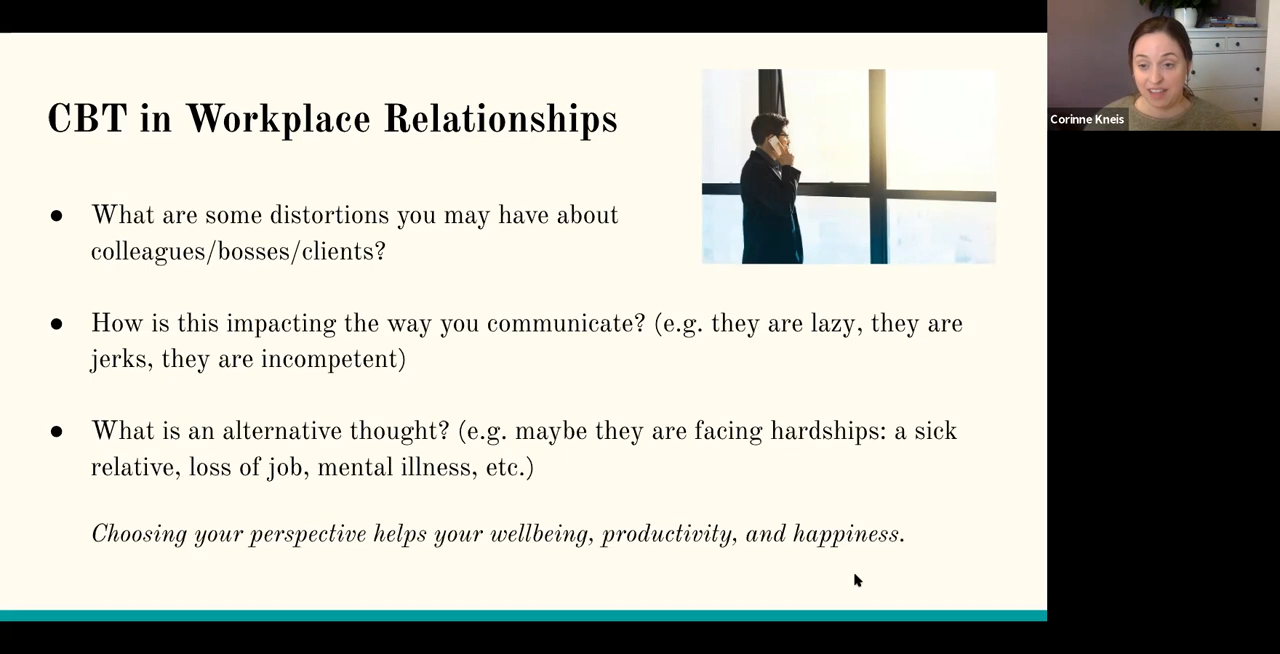 CBT in Workplace Relationships
● What are some distortions you may have about
colleagues/bosses/clients?
● How is this impacting the way you communicate? (e.g. they are lazy, they are
jerks, they are incompetent)
● What is an alternative thought? (e.g. maybe they are facing hardships: a sick
relative, loss of job, mental illness, etc.)
Choosing your perspective helps your wellbeing, productivity, and happiness.
Corinne Kneis